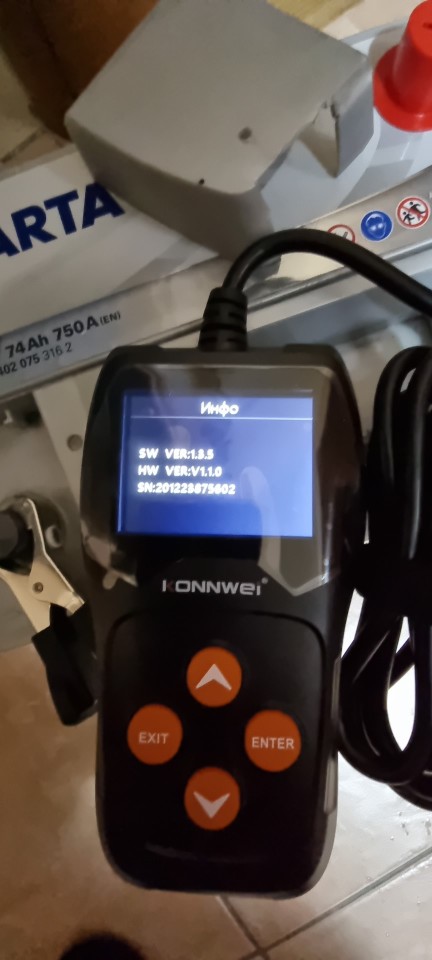 ARTA
74Ah 750A (EN)
402 075 316.2
Инфо
SW VER:1.3.5
HW VER:V1.1.0
SN:201223675602
KONNWEI®
EXIT
ENTER